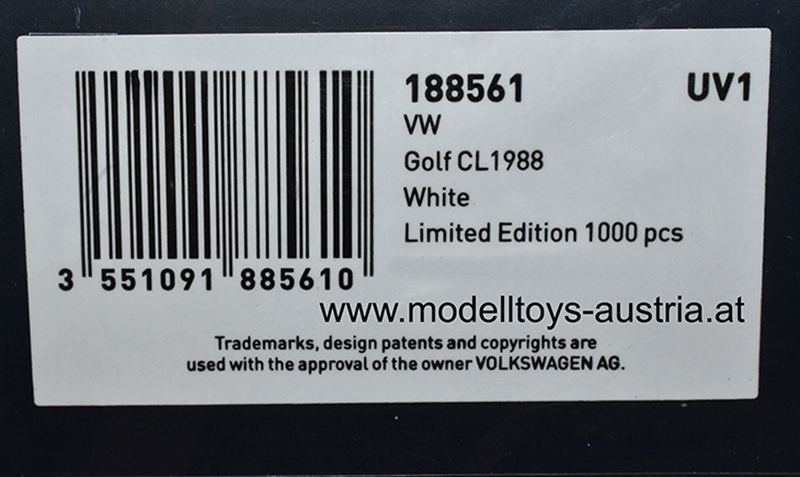 188561 UV1
VW
Golf CL1988
White
Limited Edition 1000 pcs
3 551091 885610
www.modelltoys-austria.at
Trademarks, design patents and copyrights are
used with the approval of the owner VOLKSWAGEN AG.